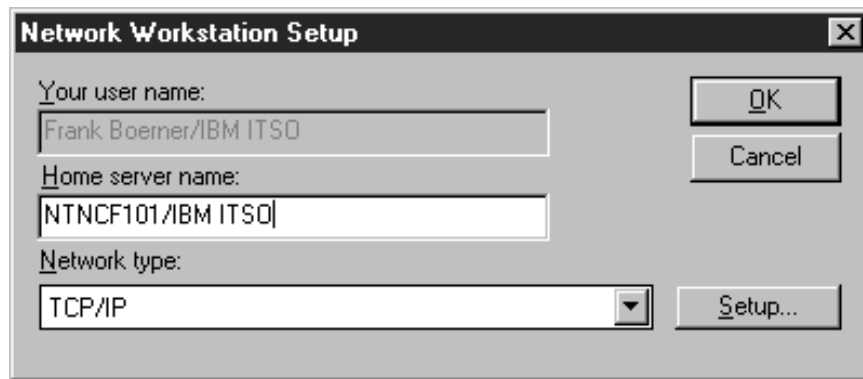 Network Workstation Setup
Your user name:
Frank Boerner/IBM ITSO
OK
Cancel
Home server name:
NTNCF101/IBM ITSO
Network type:
TCP/IP
Setup...